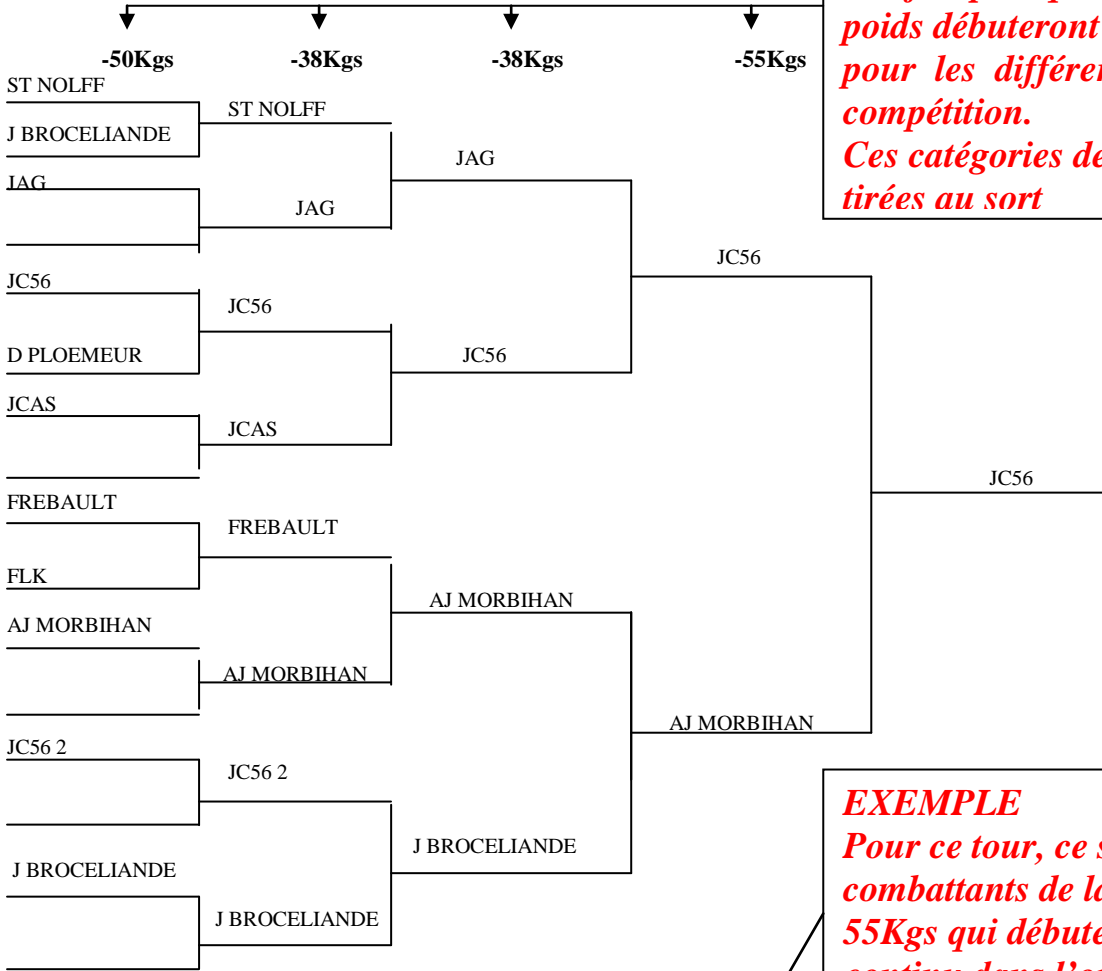 -50Kgs -38Kgs -38Kgs -55Kgs
poids débuteront
pour les différen
compétition.
Ces catégories de
tirées au sort
ST NOLFF
J BROCELIANDE
JAG
JC56
D PLOEMEUR
JCAS
FREBAULT
FLK
AJ MORBIHAN
JC56 2
J BROCELIANDE
ST NOLFF
JAG
JC56
JCAS
FREBAULT
AJ MORBIHAN
JC56 2
J BROCELIANDE
JAG
JC56
AJ MORBIHAN
J BROCELIANDE
JC56
AJ MORBIHAN
JC56
EXEMPLE
Pour ce tour, ce s
combattants de la
55Kgs qui débute